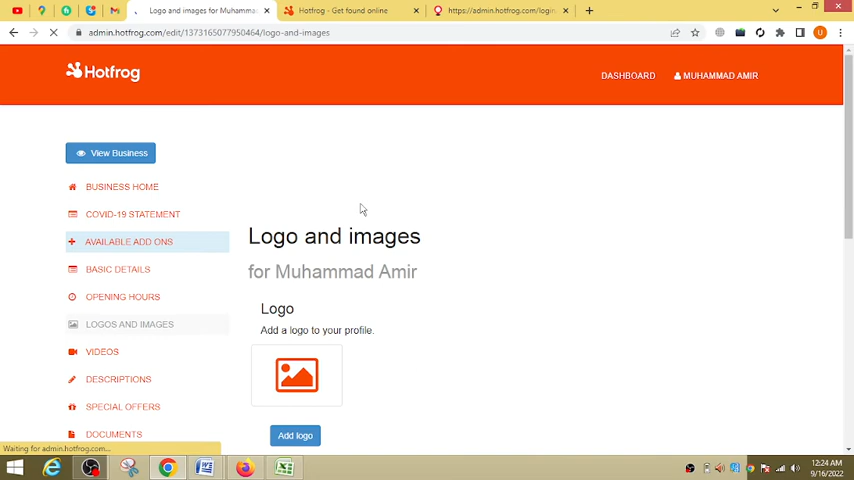 Logo and images for Muhammad
Hotfrog - Get found online
https://admin.hotfrog.com/login
admin.hotfrog.com/edit/1373165077950464/logo-and-images
U
Hotfrog
DASHBOARD
MUHAMMAD AMIR
View Business
BUSINESS HOME
COVID-19 STATEMENT
AVAILABLE ADD ONS
BASIC DETAILS
OPENING HOURS
LOGOS AND IMAGES
VIDEOS
DESCRIPTIONS
SPECIAL OFFERS
DOCUMENTS
Logo and images
for Muhammad Amir
Logo
Add a logo to your profile.
Add logo
Waiting for admin.hotfrog.com...
12:24 AM
9/16/2022